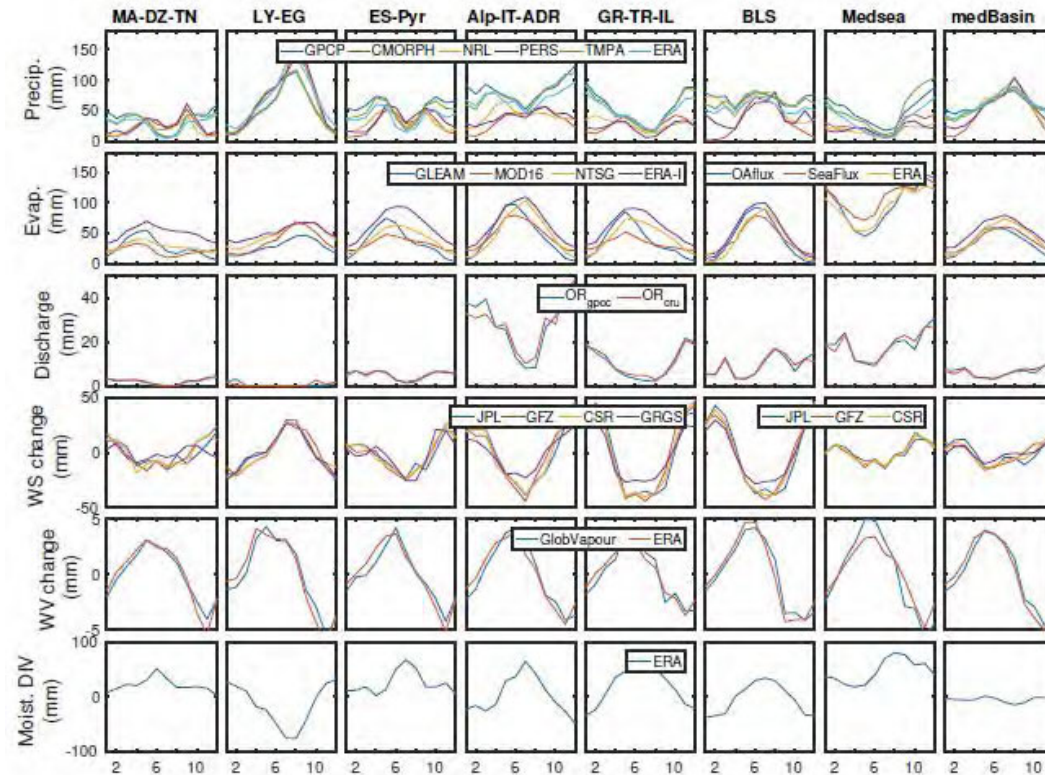 MA-DZ-TN LY-EG ES-Pyr Alp-IT-ADR GR-TR-IL BLS Medsea medBasin
Precip. (mm)
150
100
50
0
GPCP CMORPH NRL PERS TMPA ERA
Evap. (mm)
150
100
50
0
GLEAM MOD16 NTSG ERA-I
OAflux SeaFlux ERA
Discharge (mm)
40
20
0
OR gpcc OR cru
WS change (mm)
50
0
-50
JPL GFZ CSR GRGS
JPL GFZ CSR
WV change (mm)
5
0
-5
GlobVapour ERA
Moist. DIV (mm)
100
0
-100
ERA
2 6 10 2 6 10 2 6 10 2 6 10 2 6 10 2 6 10 2 6 10 2 6 10